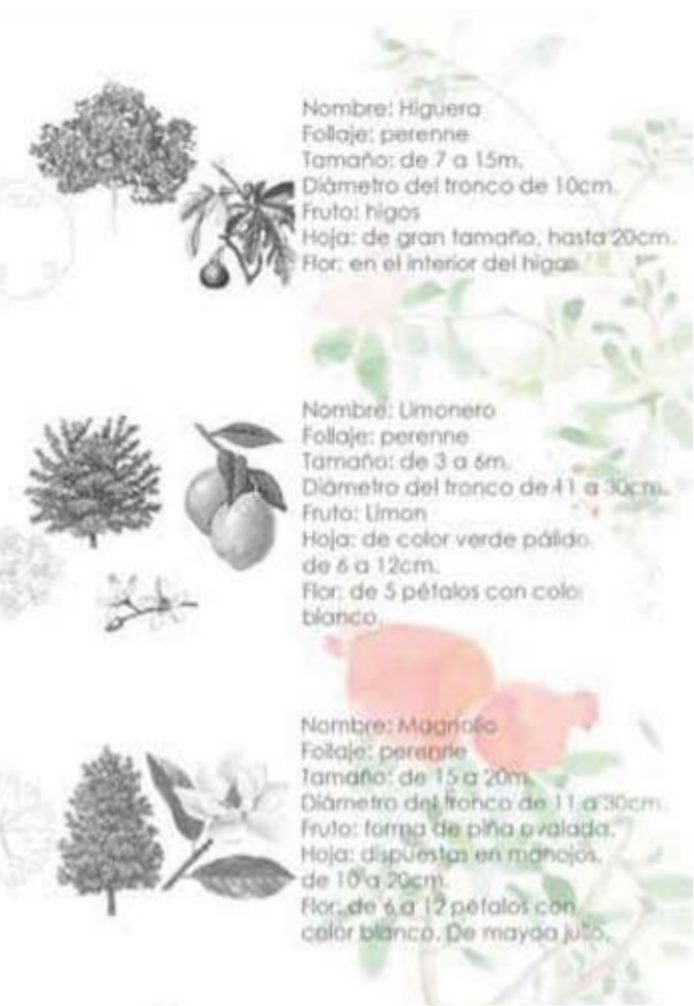 Nombre: Higuera
Follaje: perenne
Tamaño: de 7 a 15m.
Diámetro del tronco de 10cm.
Fruto: higos
Hoja: de gran tamaño, hasta 20cm.
Flor: en el interior del higo
Nombre: Limonero
Follaje: perenne
Tamaño: de 3 a 6m.
Diámetro del tronco de 11 a 30cm.
Fruto: Limon
Hoja: de color verde pálido,
de 6 a 12cm.
Flor: de 5 pétalos con color
blanco.
Nombre: Magnolio
Follaje: perenne
Tamaño: de 15 a 20m.
Diámetro del tronco de 11 a 30cm.
Fruto: forma de piña ovalada.
Hoja: dispuestas en manojos,
de 10 a 20cm.
Flor: de 6 a 12 pétalos con
color blanco. De mayoa julio.